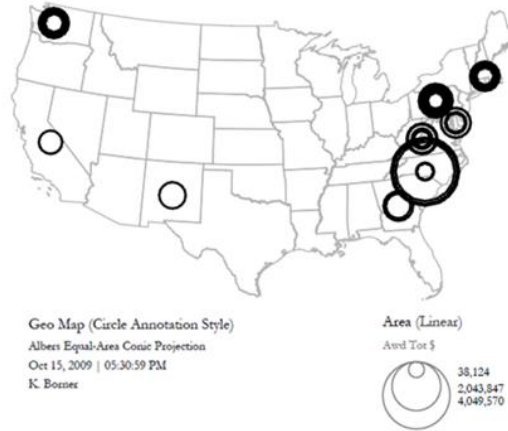 Geo Map (Circle Annotation Style)
Albers Equal-Area Conic Projection
Oct 15, 2009 | 05:30:59 PM
K. Borner
Area (Linear)
Awd Tot $
38,124
2,043,847
4,049,570